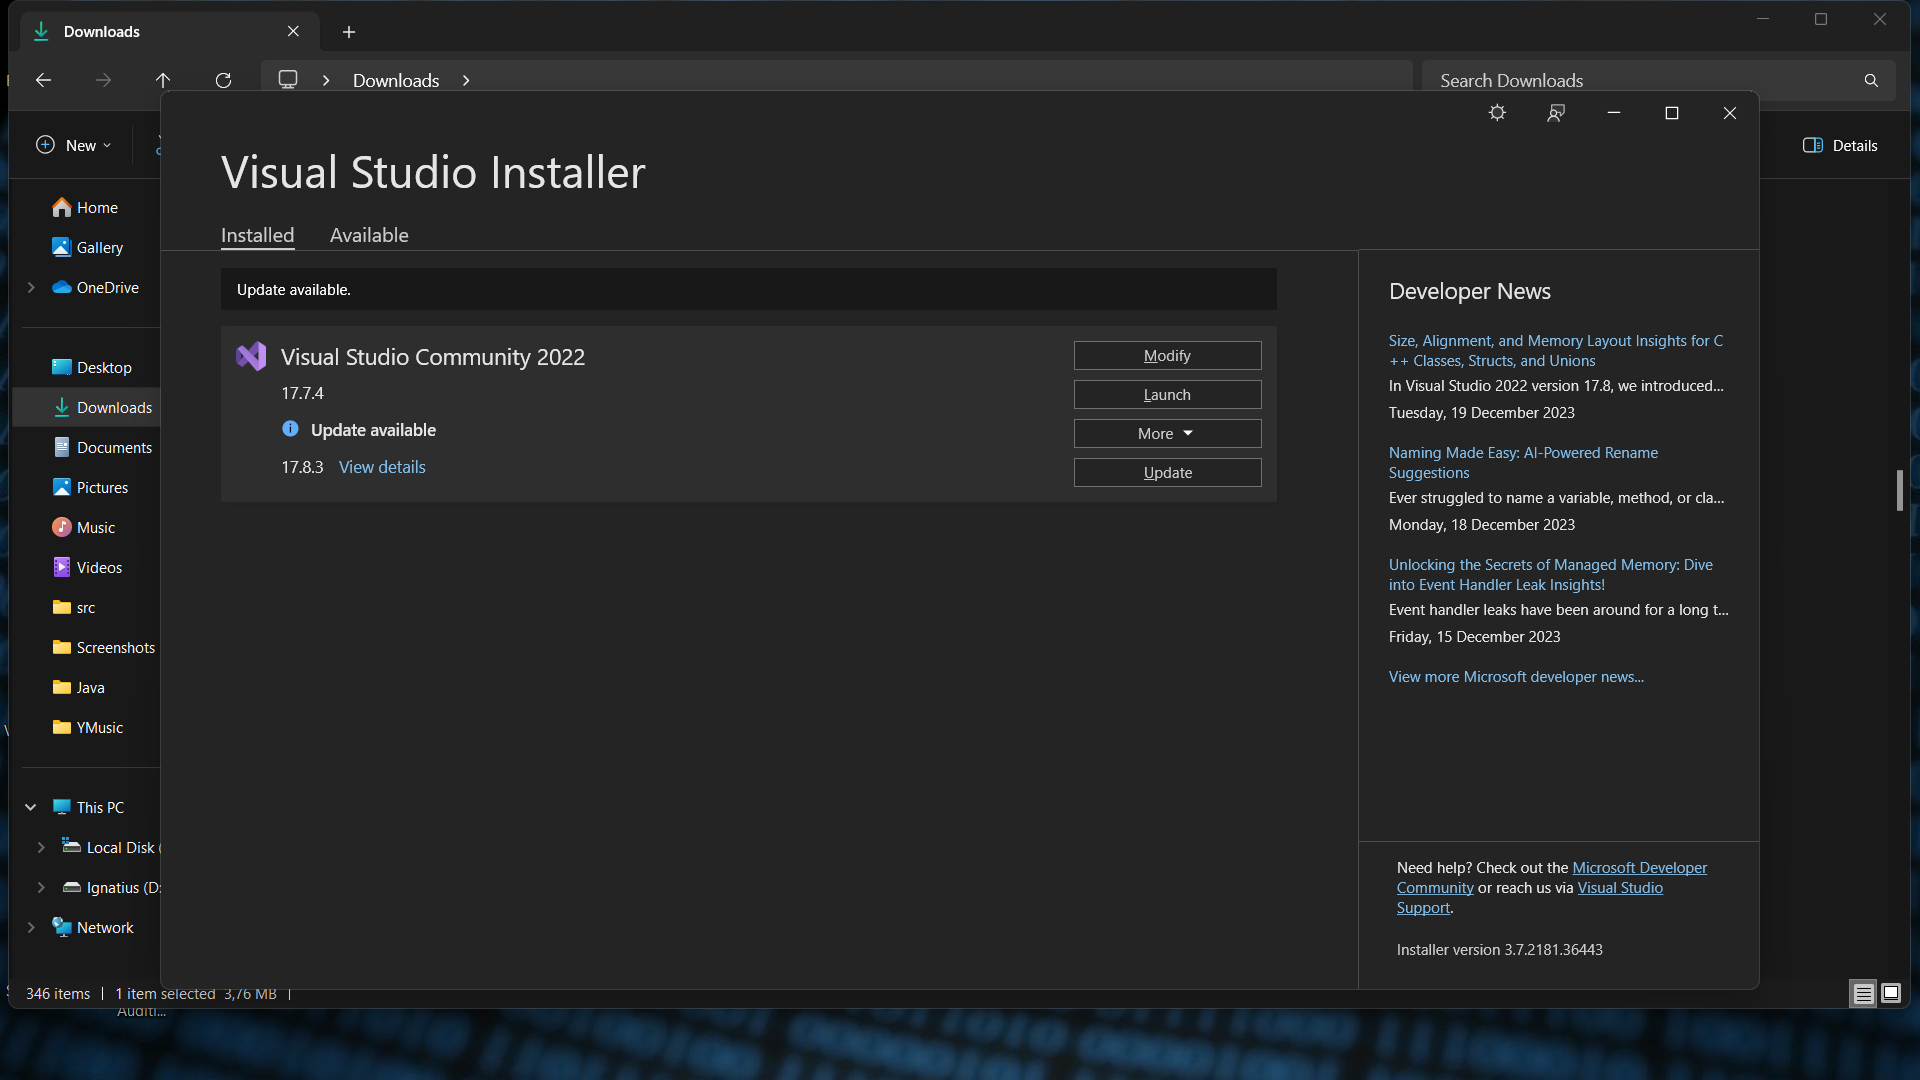 Downloads
Downloads
Search Downloads
New
Details
Home
Gallery
OneDrive
Desktop
Downloads
Documents
Pictures
Music
Videos
src
Screenshots
Java
YMusic
This PC
Local Disk (
Ignatius (D:
Network
346 items
1 item selected 3,76 MB
Auditi...
Visual Studio Installer
Installed
Available
Update available.
Visual Studio Community 2022
17.7.4
Update available
17.8.3 View details
Modify
Launch
More
Update
Developer News
Size, Alignment, and Memory Layout Insights for C
++ Classes, Structs, and Unions
In Visual Studio 2022 version 17.8, we introduced...
Tuesday, 19 December 2023
Naming Made Easy: AI-Powered Rename
Suggestions
Ever struggled to name a variable, method, or cla...
Monday, 18 December 2023
Unlocking the Secrets of Managed Memory: Dive
into Event Handler Leak Insights!
Event handler leaks have been around for a long t...
Friday, 15 December 2023
View more Microsoft developer news...
Need help? Check out the Microsoft Developer
Community or reach us via Visual Studio
Support.
Installer version 3.7.2181.36443